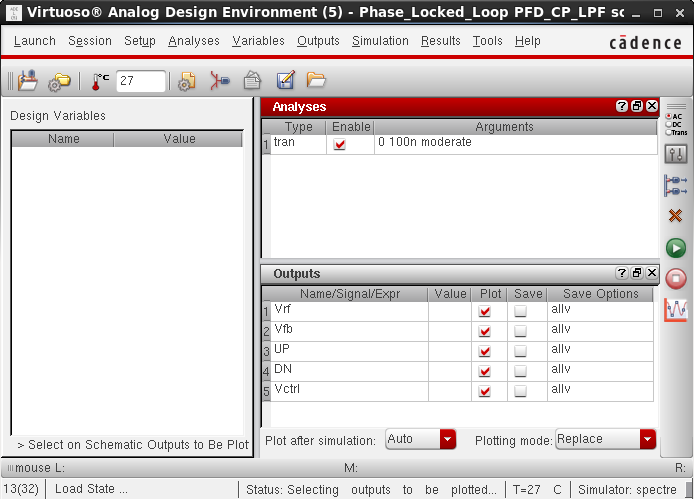 Virtuoso® Analog Design Environment (5) - Phase_Locked_Loop PFD_CP_LPF sc
Launch Session Setup Analyses Variables Outputs Simulation Results Tools Help cādence
°C 27
Design Variables
Name Value
> Select on Schematic Outputs to Be Plot
Analyses
Type Enable Arguments
1 tran 0 100n moderate
Outputs
Name/Signal/Expr Value Plot Save Save Options
1 Vrf allv
2 Vfb allv
3 UP allv
4 DN allv
5 Vctrl allv
Plot after simulation: Auto Plotting mode: Replace
AC
DC
Trans
mouse L: M: R:
13(32) Load State ... Status: Selecting outputs to be plotted... T=27 C Simulator: spectre